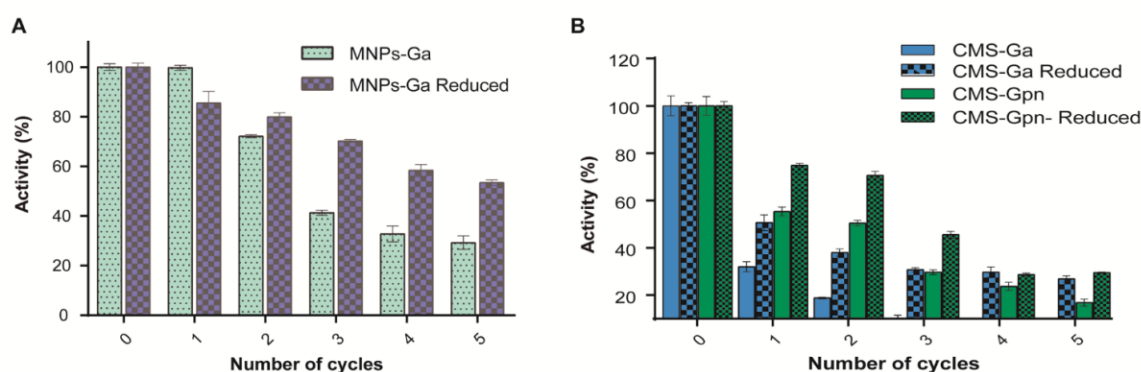 A
MNPs-Ga
MNPs-Ga Reduced
Activity (%)
100
80
60
40
20
0
0 1 2 3 4 5
Number of cycles
B
CMS-Ga
CMS-Ga Reduced
CMS-Gpn
CMS-Gpn- Reduced
Activity (%)
120
100
80
60
40
20
0 1 2 3 4 5
Number of cycles